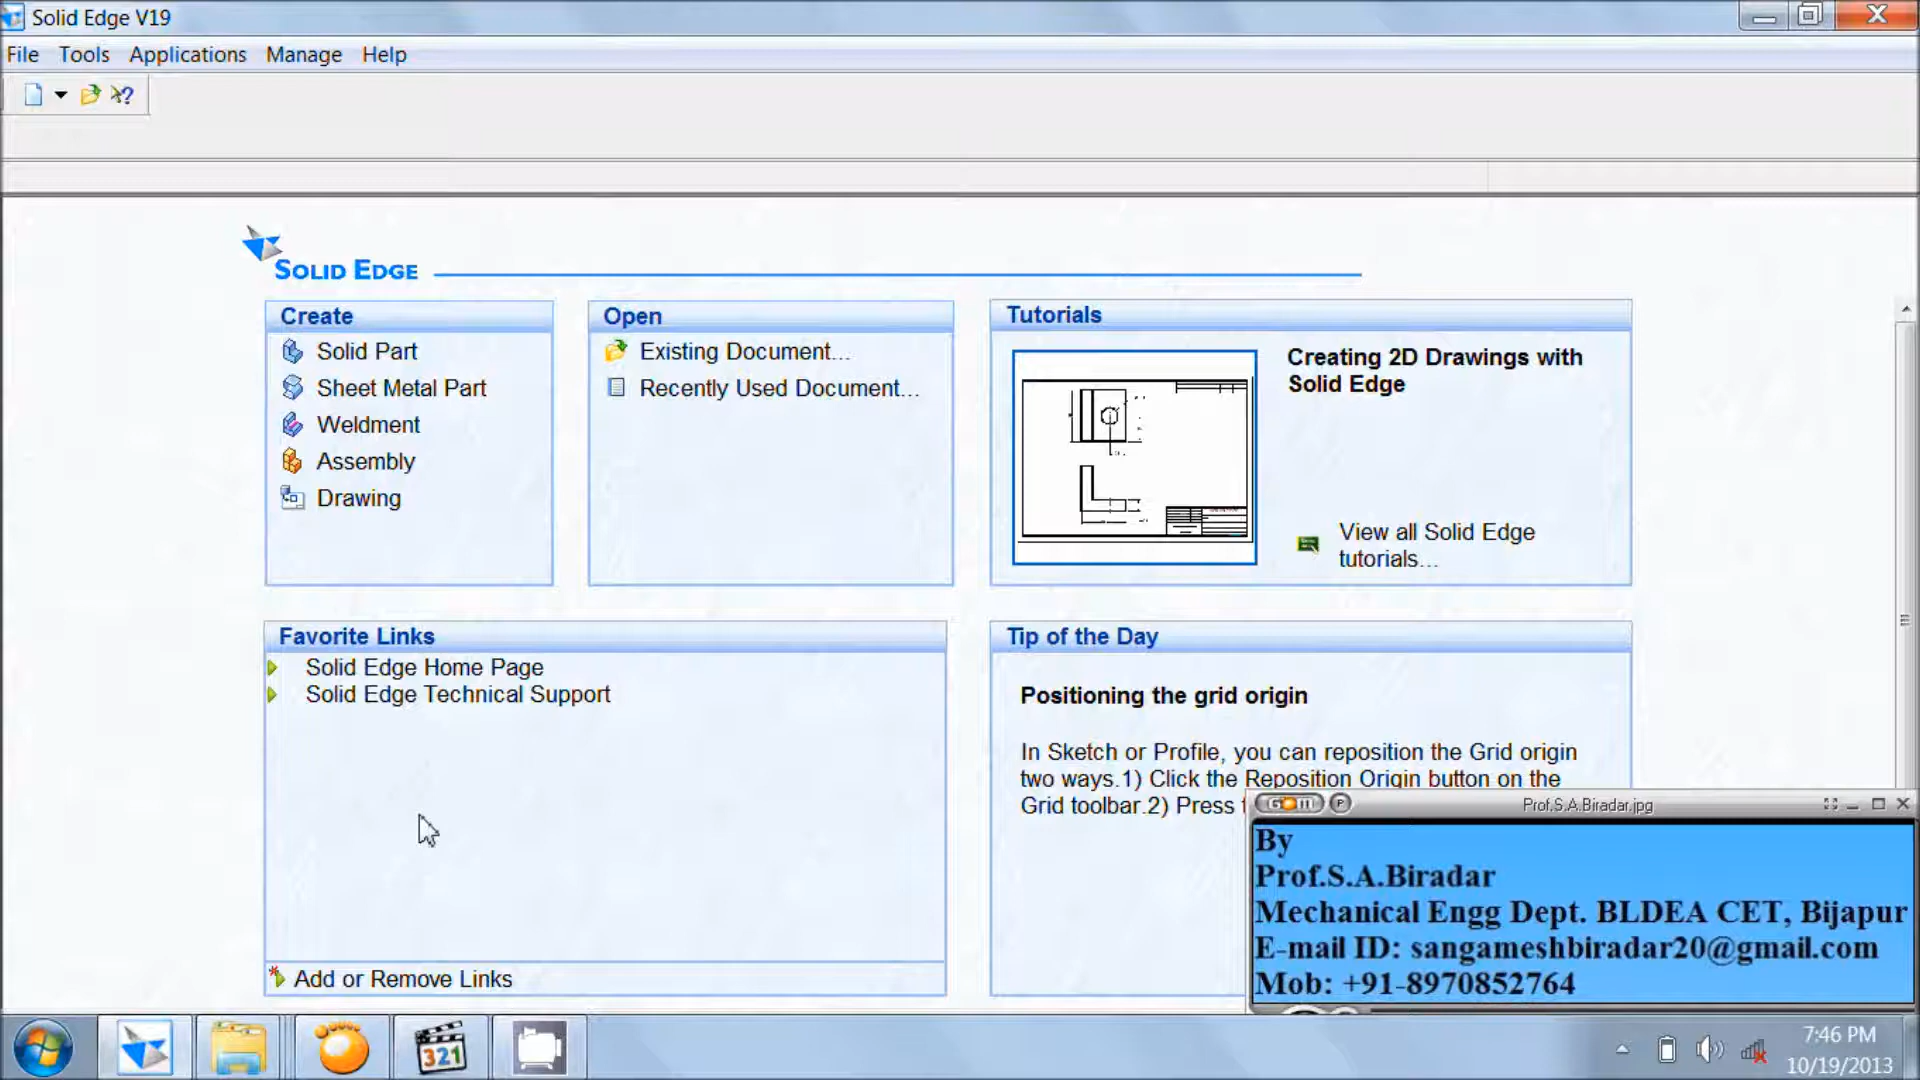 Solid Edge V19
File Tools Applications Manage Help
SOLID EDGE
Create
Solid Part
Sheet Metal Part
Weldment
Assembly
Drawing
Open
Existing Document...
Recently Used Document...
Tutorials
Creating 2D Drawings with
Solid Edge
View all Solid Edge
tutorials...
Favorite Links
Solid Edge Home Page
Solid Edge Technical Support
Add or Remove Links
Tip of the Day
Positioning the grid origin
In Sketch or Profile, you can reposition the Grid origin
two ways.1) Click the Reposition Origin button on the
Grid toolbar.2) Press
Prof.S.A.Biradar.jpg
By
Prof.S.A.Biradar
Mechanical Engg Dept. BLDEA CET, Bijapur
E-mail ID: sangameshbiradar20@gmail.com
Mob: +91-8970852764
321
7:46 PM
10/19/2013